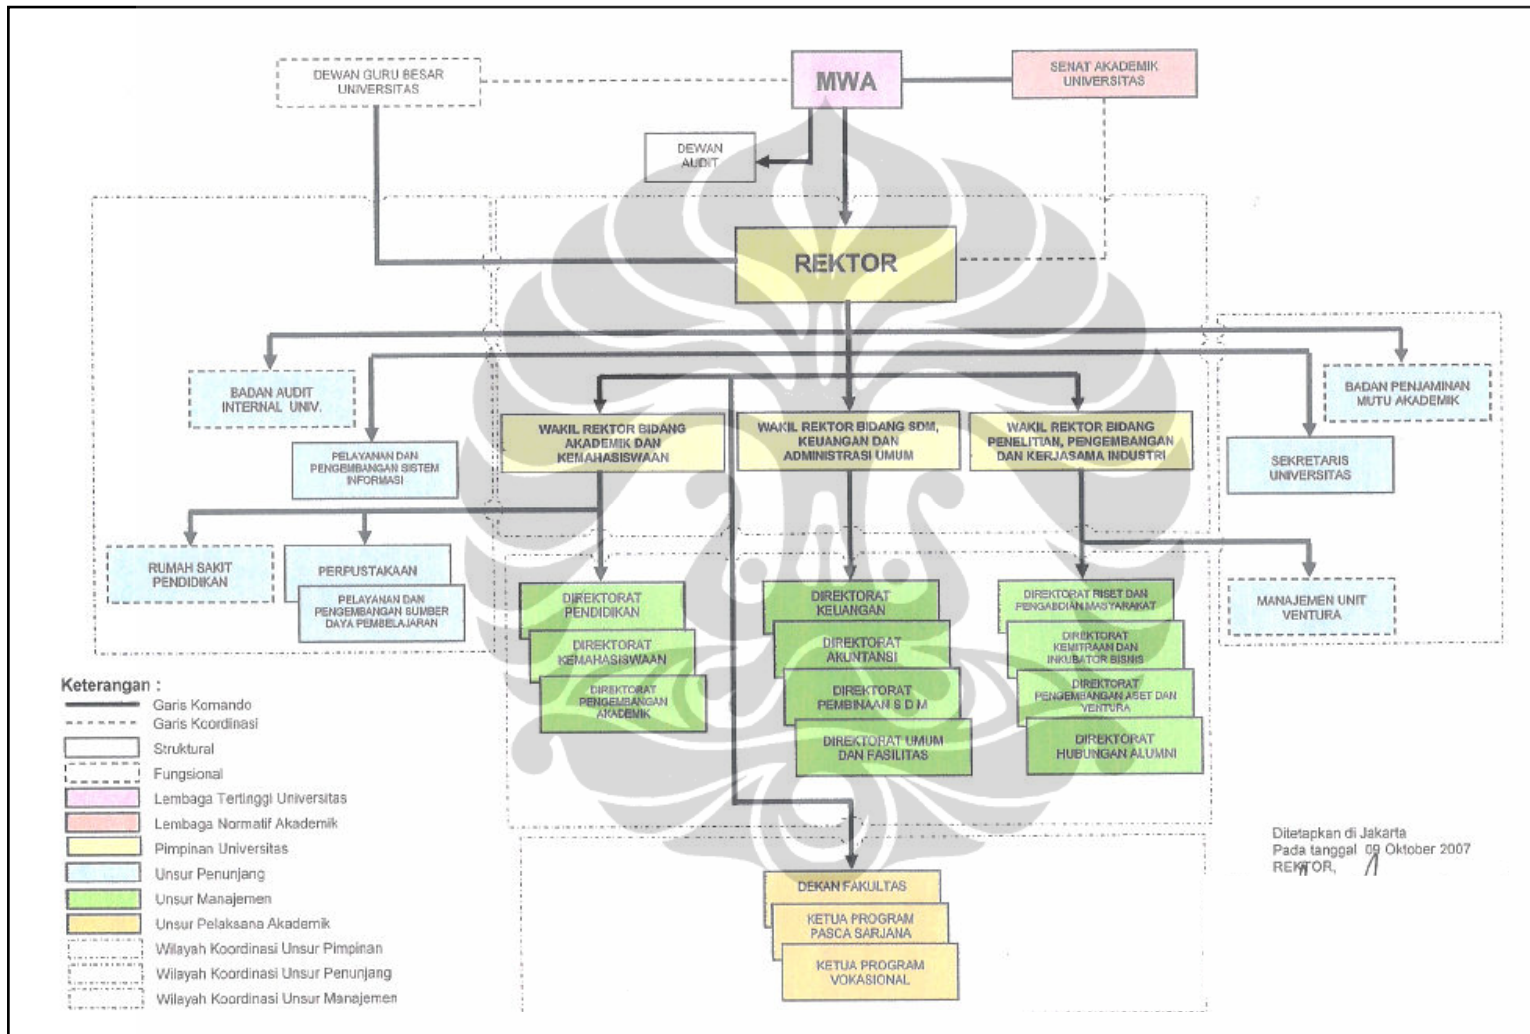 DEWAN GURU BESAR
UNIVERSITAS
MWA
SENAT AKADEMIK
UNIVERSITAS
DEWAN
AUDIT
REKTOR
BADAN AUDIT
INTERNAL UNIV.
BADAN PENJAMINAN
MUTU AKADEMIK
PELAYANAN DAN
PENGEMBANGAN SISTEM
INFORMASI
WAKIL REKTOR BIDANG
AKADEMIK DAN
KEMAHASISWAAN
WAKIL REKTOR BIDANG SDM,
KEUANGAN DAN
ADMINISTRASI UMUM
WAKIL REKTOR BIDANG
PENELITIAN, PENGEMBANGAN
DAN KERJASAMA INDUSTRI
SEKRETARIS
UNIVERSITAS
RUMAH SAKIT
PENDIDIKAN
PERPUSTAKAAN
PELAYANAN DAN
PENGEMBANGAN SUMBER
DAYA PEMBELAJARAN
DIREKTORAT
PENDIDIKAN
DIREKTORAT
KEMAHASISWAAN
DIREKTORAT
PENGEMBANGAN
AKADEMIK
DIREKTORAT
KEUANGAN
DIREKTORAT
AKUNTANSI
DIREKTORAT
PEMBINAAN S D M
DIREKTORAT UMUM
DAN FASILITAS
DIREKTORAT RISET DAN
PENGABDIAN MASYARAKAT
DIREKTORAT
KEMITRAAN DAN
INKUBATOR BISNIS
DIREKTORAT
PENGEMBANGAN ASET DAN
VENTURA
DIREKTORAT
HUBUNGAN ALUMNI
MANAJEMEN UNIT
VENTURA
DEKAN FAKULTAS
KETUA PROGRAM
PASCA SARJANA
KETUA PROGRAM
VOKASIONAL
Keterangan :
Garis Komando
Garis Koordinasi
Struktural
Fungsional
Lembaga Tertinggi Universitas
Lembaga Normatif Akademik
Pimpinan Universitas
Unsur Penunjang
Unsur Manajemen
Unsur Pelaksana Akademik
Wilayah Koordinasi Unsur Pimpinan
Wilayah Koordinasi Unsur Penunjang
Wilayah Koordinasi Unsur Manajemen
Ditetapkan di Jakarta
Pada tanggal 09 Oktober 2007
REKTOR,